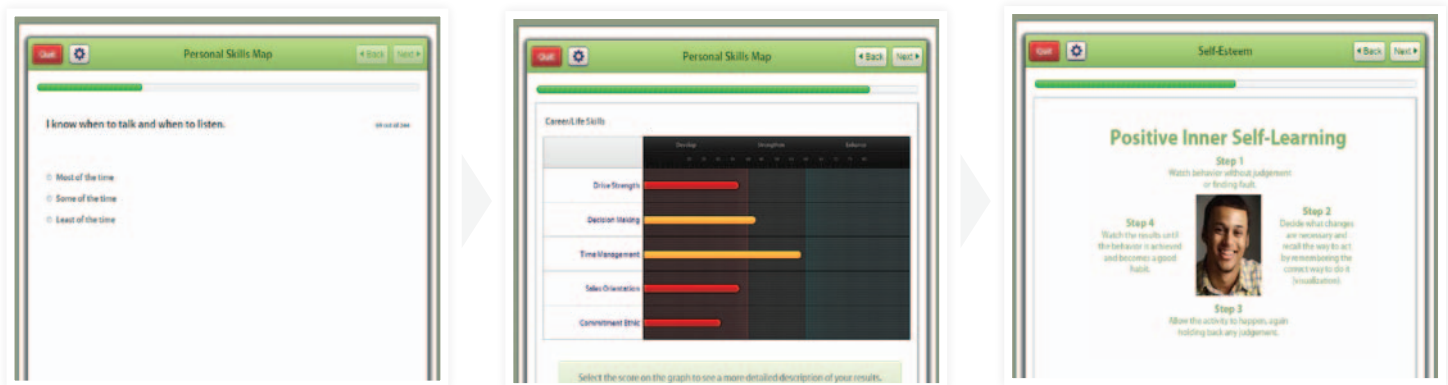 Quit
Personal Skills Map
Back
Next
I know when to talk and when to listen.
Most of the time
Some of the time
Least of the time
Quit
Personal Skills Map
Back
Next
Career/Life Skills
Develop
Strengthen
Enhance
Drive Strength
Decision Making
Time Management
Sales Orientation
Commitment Ethic
Select the score on the graph to see a more detailed description of your results.
Quit
Self-Esteem
Back
Next
Positive Inner Self-Learning
Step 1
Watch behavior without judgement
or finding fault.
Step 2
Decide what changes
are necessary and
recall the way to act
by remembering the
correct way to do it
(visualization)
Step 3
Allow the activity to happen, again
holding back any judgement.
Step 4
Watch the results until
the behavior is achieved
and becomes a good
habit.